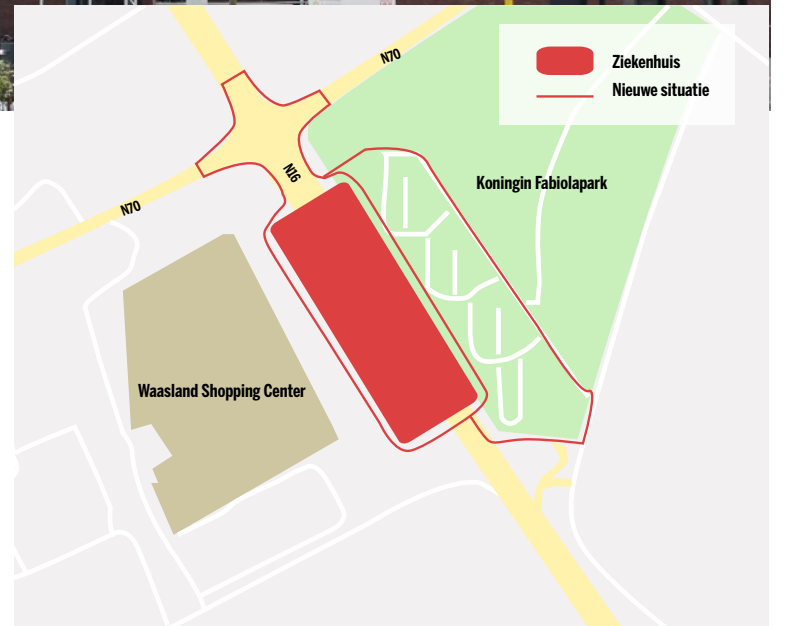 Ziekenhuis
Nieuwe situatie
N70
Koningin Fabiolapark
N16
N70
Waasland Shopping Center